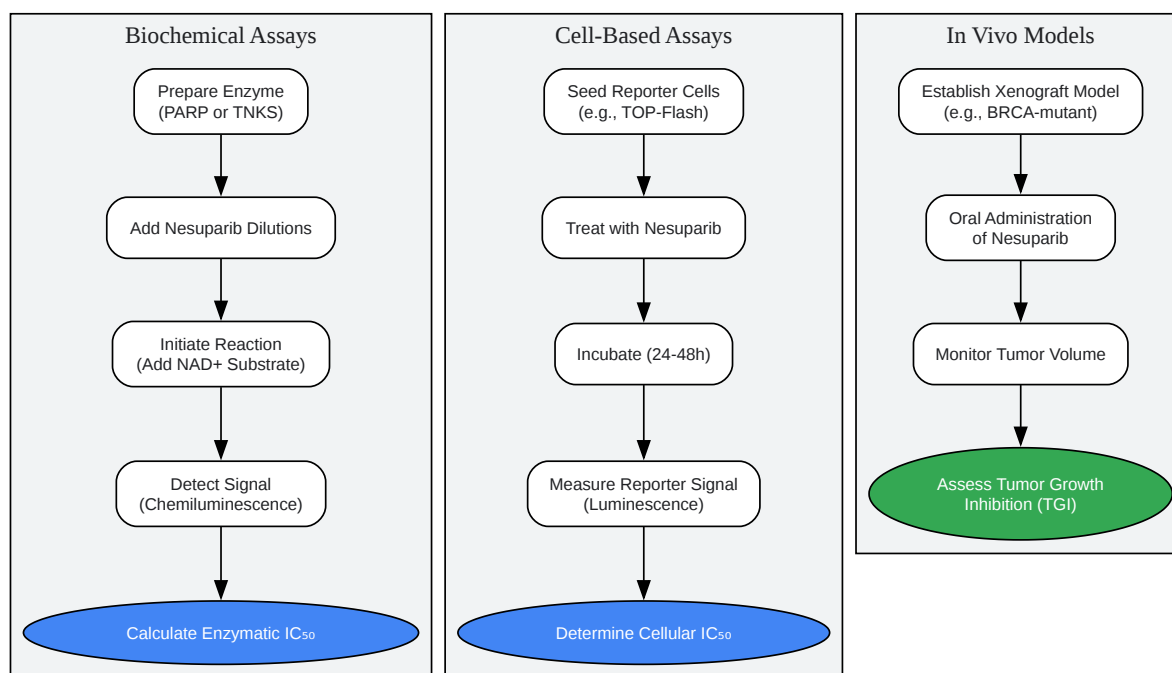 Biochemical Assays
Prepare Enzyme
(PARP or TNKS)
Add Nesuparib Dilutions
Initiate Reaction
(Add NAD+ Substrate)
Detect Signal
(Chemiluminescence)
Calculate Enzymatic IC₅₀
Cell-Based Assays
Seed Reporter Cells
(e.g., TOP-Flash)
Treat with Nesuparib
Incubate (24-48h)
Measure Reporter Signal
(Luminescence)
Determine Cellular IC₅₀
In Vivo Models
Establish Xenograft Model
(e.g., BRCA-mutant)
Oral Administration
of Nesuparib
Monitor Tumor Volume
Assess Tumor Growth
Inhibition (TGI)